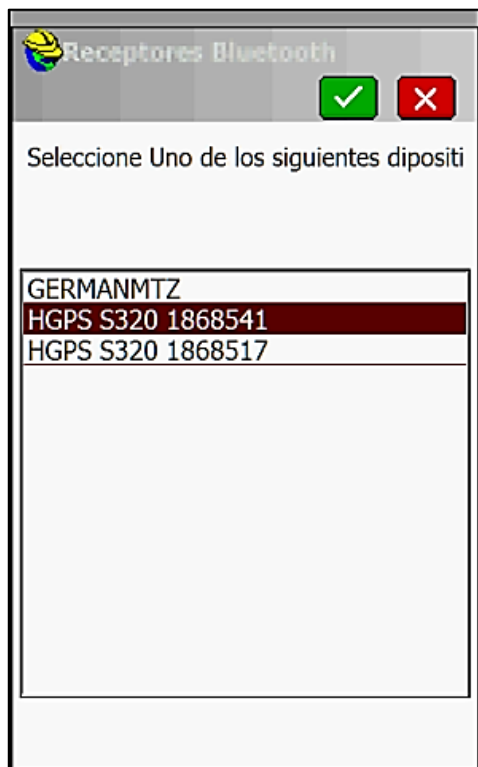 Receptores Bluetooth
Seleccione Uno de los siguientes dipositi
GERMANMTZ
HGPS S320 1868541
HGPS S320 1868517